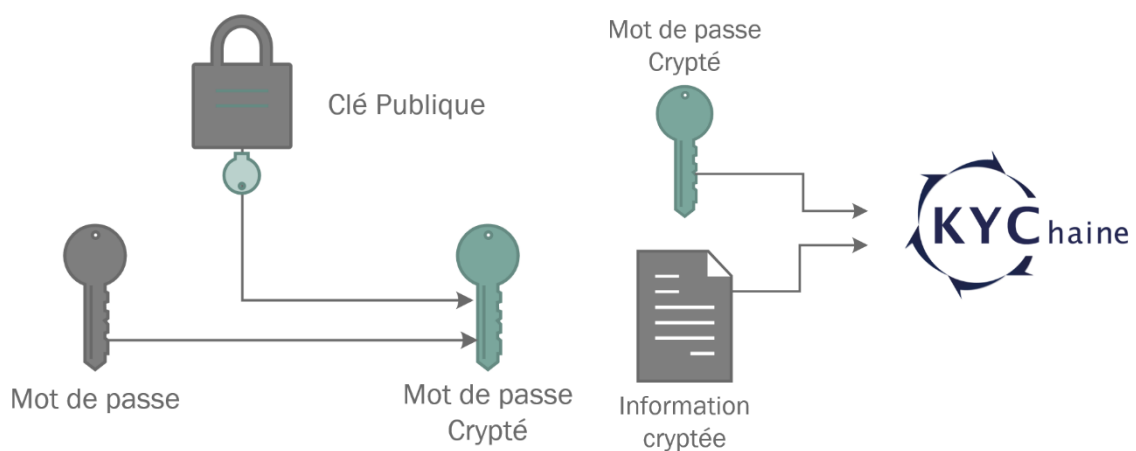 Clé Publique
Mot de passe
Mot de passe
Crypté
Mot de passe
Crypté
Information
cryptée
KYChaine